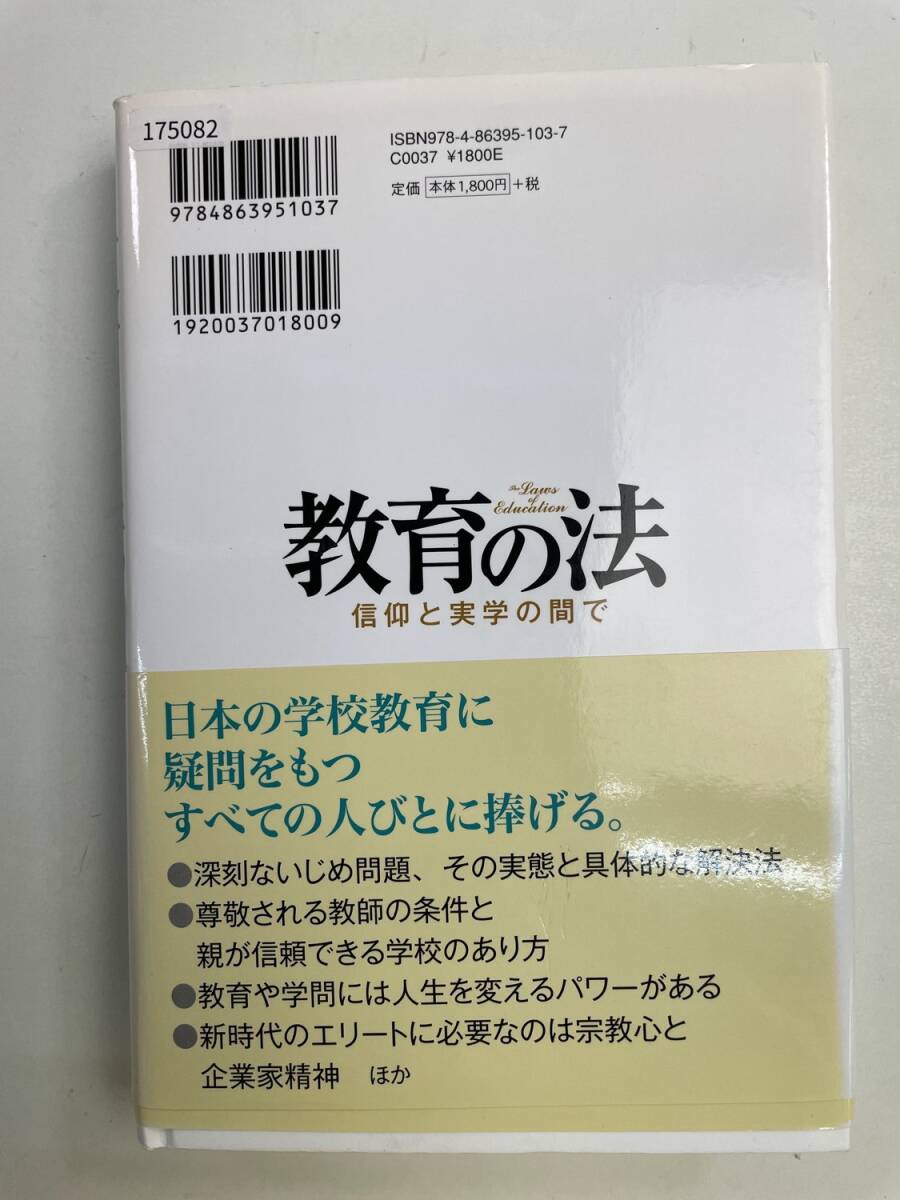 175082
ISBN978-4-86395-103-7
C0037 ¥1800E
定価 本体1,800円 +税
9784863951037
1920037018009
The Laws
of
Education
教育の法
信仰と実学の間で
日本の学校教育に
疑問をもつ
すべての人びとに捧げる。
●深刻ないじめ問題、その実態と具体的な解決法
●尊敬される教師の条件と
親が信頼できる学校のあり方
●教育や学問には人生を変えるパワーがある
●新時代のエリートに必要なのは宗教心と
企業家精神 ほか